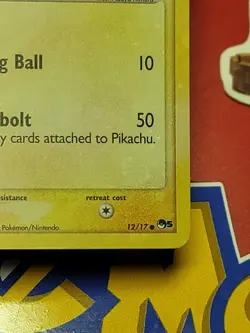 g Ball 10
bolt 50
y cards attached to Pikachu.
sistance retreat cost
Pokémon/Nintendo. 12/17